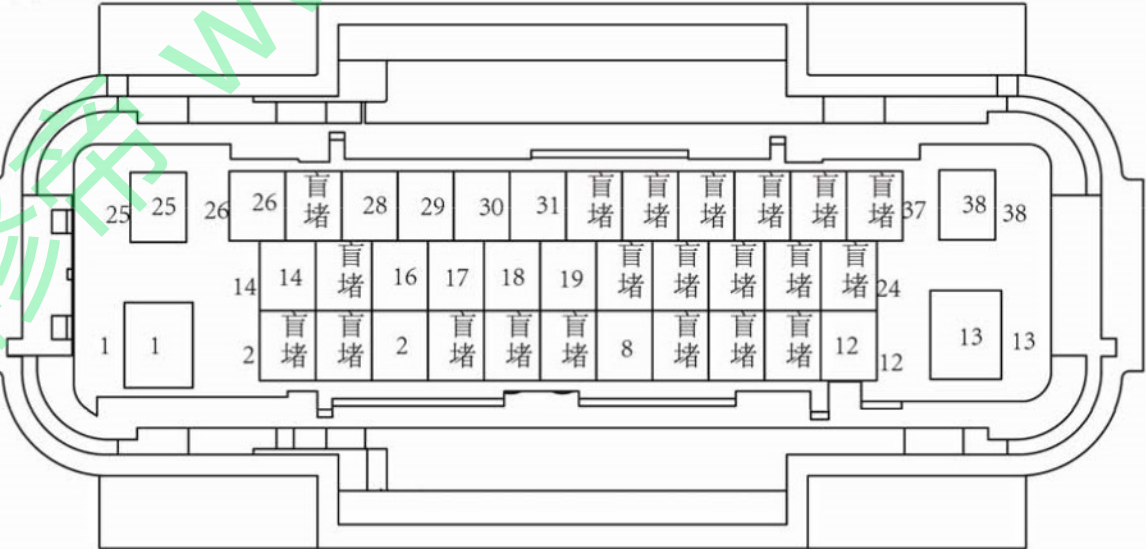 修帝 W
25 25 26 26 盲堵 28 29 30 31 盲堵 盲堵 盲堵 盲堵 盲堵 盲堵 37 38 38
14 14 盲堵 16 17 18 19 盲堵 盲堵 盲堵 盲堵 盲堵 24
1 1 2 盲堵 盲堵 2 盲堵 盲堵 盲堵 8 盲堵 盲堵 盲堵 12 12 13 13